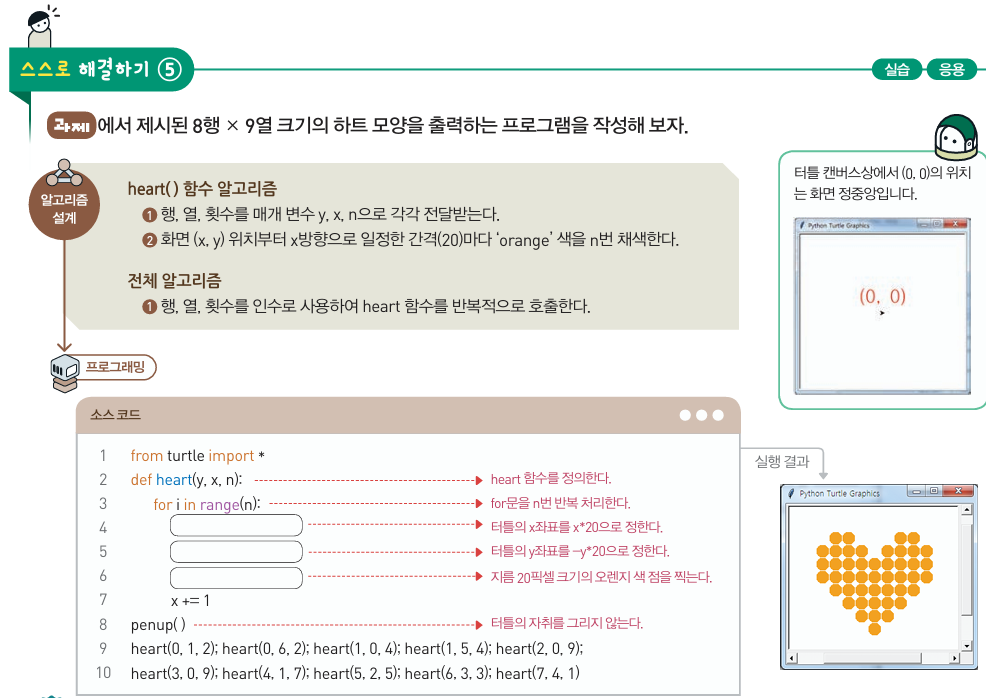 스스로 해결하기 ⑤
실습 응용
과제 에서 제시된 8행 × 9열 크기의 하트 모양을 출력하는 프로그램을 작성해 보자.
알고리즘
설계
heart( ) 함수 알고리즘
❶ 행, 열, 횟수를 매개 변수 y, x, n으로 각각 전달받는다.
❷ 화면 (x, y) 위치부터 x방향으로 일정한 간격(20)마다 ‘orange’ 색을 n번 채색한다.
전체 알고리즘
❶ 행, 열, 횟수를 인수로 사용하여 heart 함수를 반복적으로 호출한다.
터틀 캔버스상에서 (0, 0)의 위치
는 화면 정중앙입니다.
Python Turtle Graphics
(0, 0)
프로그래밍
소스 코드
1 from turtle import *
2 def heart(y, x, n): heart 함수를 정의한다.
3 for i in range(n): for문을 n번 반복 처리한다.
4 터틀의 x좌표를 x*20으로 정한다.
5 터틀의 y좌표를 –y*20으로 정한다.
6 지름 20픽셀 크기의 오렌지 색 점을 찍는다.
7 x += 1
8 penup( ) 터틀의 자취를 그리지 않는다.
9 heart(0, 1, 2); heart(0, 6, 2); heart(1, 0, 4); heart(1, 5, 4); heart(2, 0, 9);
10 heart(3, 0, 9); heart(4, 1, 7); heart(5, 2, 5); heart(6, 3, 3); heart(7, 4, 1)
실행 결과
Python Turtle Graphics